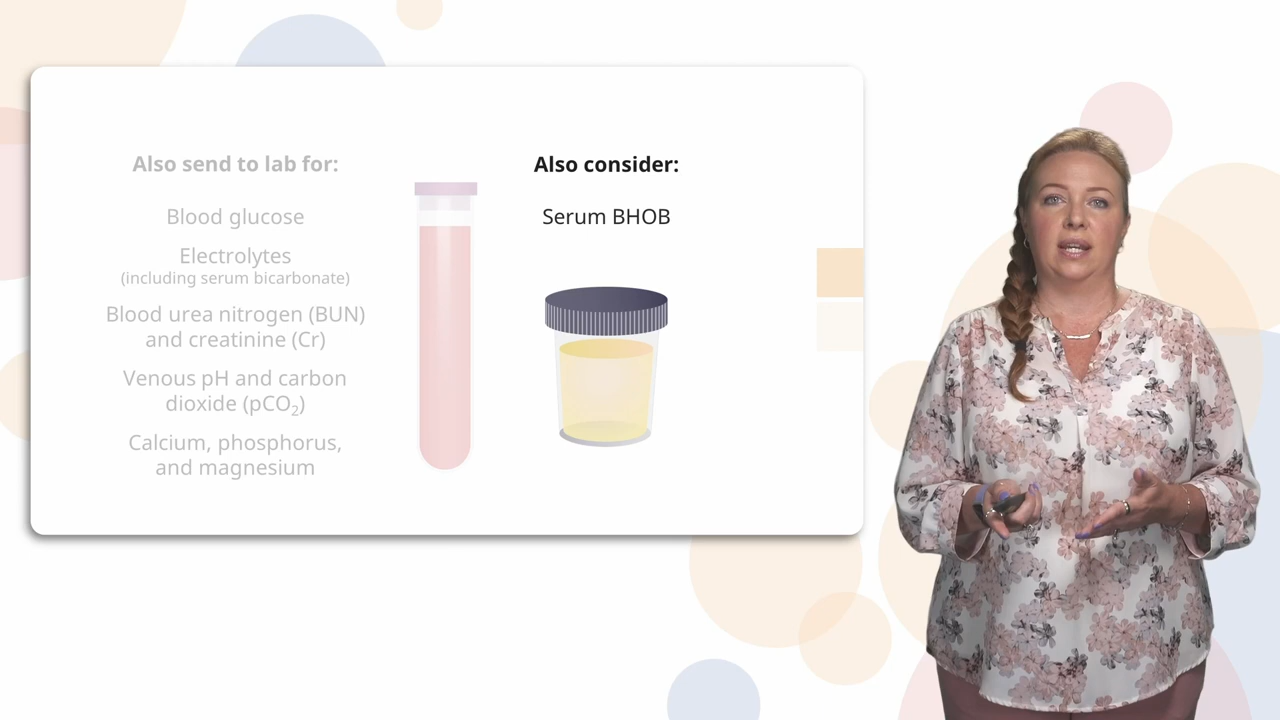 Also send to lab for:
Blood glucose
Electrolytes
(including serum bicarbonate)
Blood urea nitrogen (BUN)
and creatinine (Cr)
Venous pH and carbon
dioxide (pCO₂)
Calcium, phosphorus,
and magnesium
Also consider:
Serum BHOB